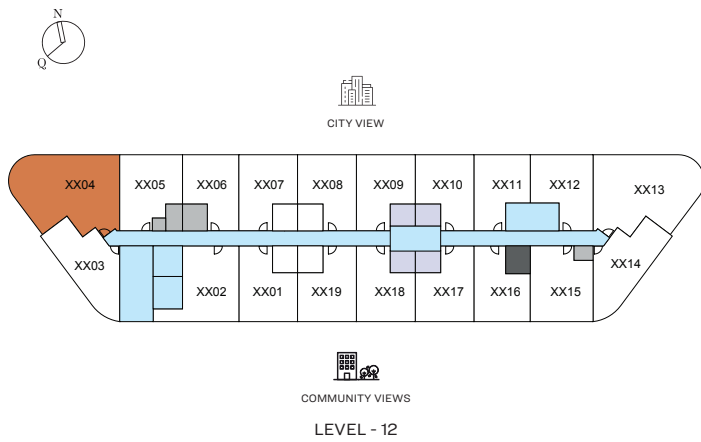 N
Q
CITY VIEW
XX04 XX05 XX06 XX07 XX08 XX09 XX10 XX11 XX12 XX13
XX03 XX02 XX01 XX19 XX18 XX17 XX16 XX15 XX14
COMMUNITY VIEWS
LEVEL - 12